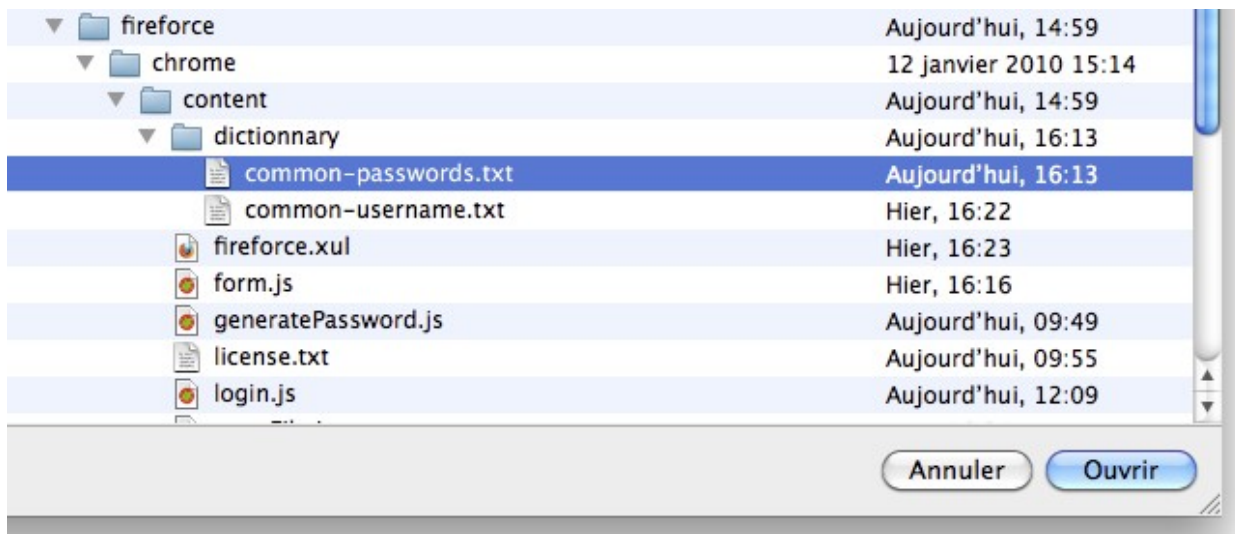 fireforce Aujourd'hui, 14:59
chrome 12 janvier 2010 15:14
content Aujourd'hui, 14:59
dictionnary Aujourd'hui, 16:13
common-passwords.txt Aujourd'hui, 16:13
common-username.txt Hier, 16:22
fireforce.xul Hier, 16:23
form.js Hier, 16:16
generatePassword.js Aujourd'hui, 09:49
license.txt Aujourd'hui, 09:55
login.js Aujourd'hui, 12:09
Annuler Ouvrir